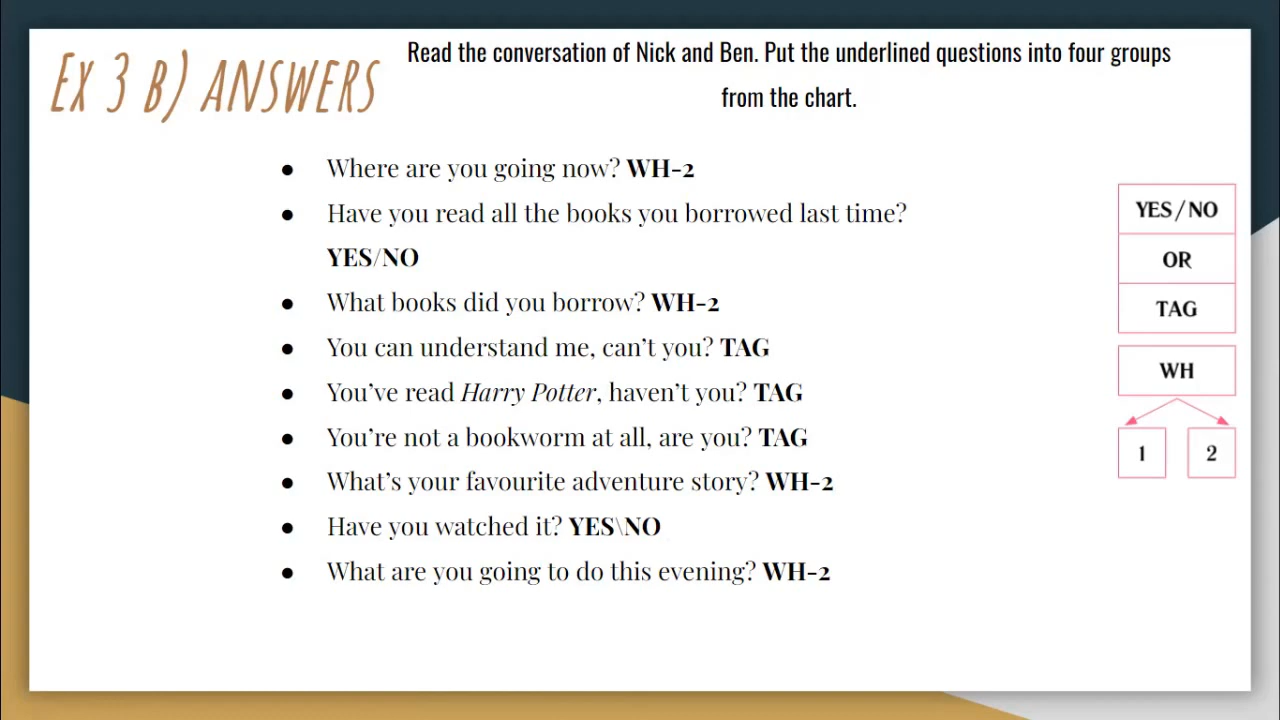 Ex 3 b) answers
Read the conversation of Nick and Ben. Put the underlined questions into four groups
from the chart.
● Where are you going now? WH-2
● Have you read all the books you borrowed last time?
YES/NO
● What books did you borrow? WH-2
● You can understand me, can't you? TAG
● You've read Harry Potter, haven't you? TAG
● You're not a bookworm at all, are you? TAG
● What's your favourite adventure story? WH-2
● Have you watched it? YES\NO
● What are you going to do this evening? WH-2
YES / NO
OR
TAG
WH
1 2